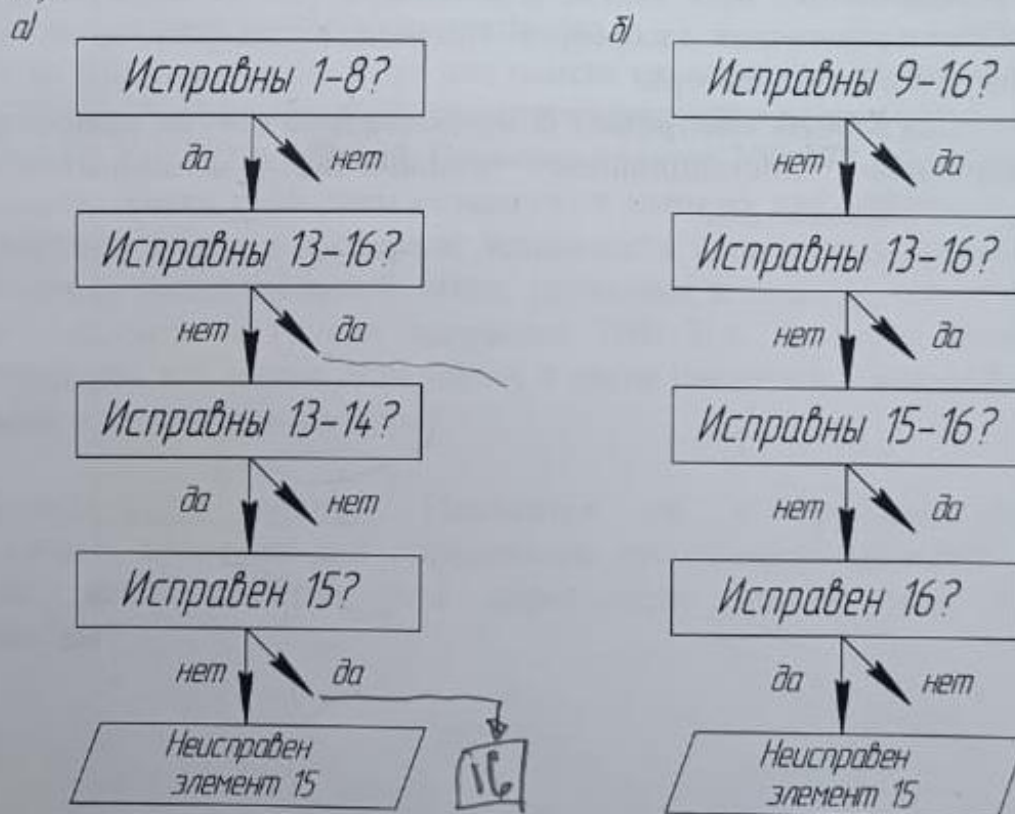 а)
Исправны 1-8?
да
нет
Исправны 13-16?
нет
да
Исправны 13-14?
да
нет
Исправен 15?
нет
да
Неисправен
элемент 15
16
б)
Исправны 9-16?
нет
да
Исправны 13-16?
нет
да
Исправны 15-16?
нет
да
Исправен 16?
да
нет
Неисправен
элемент 15